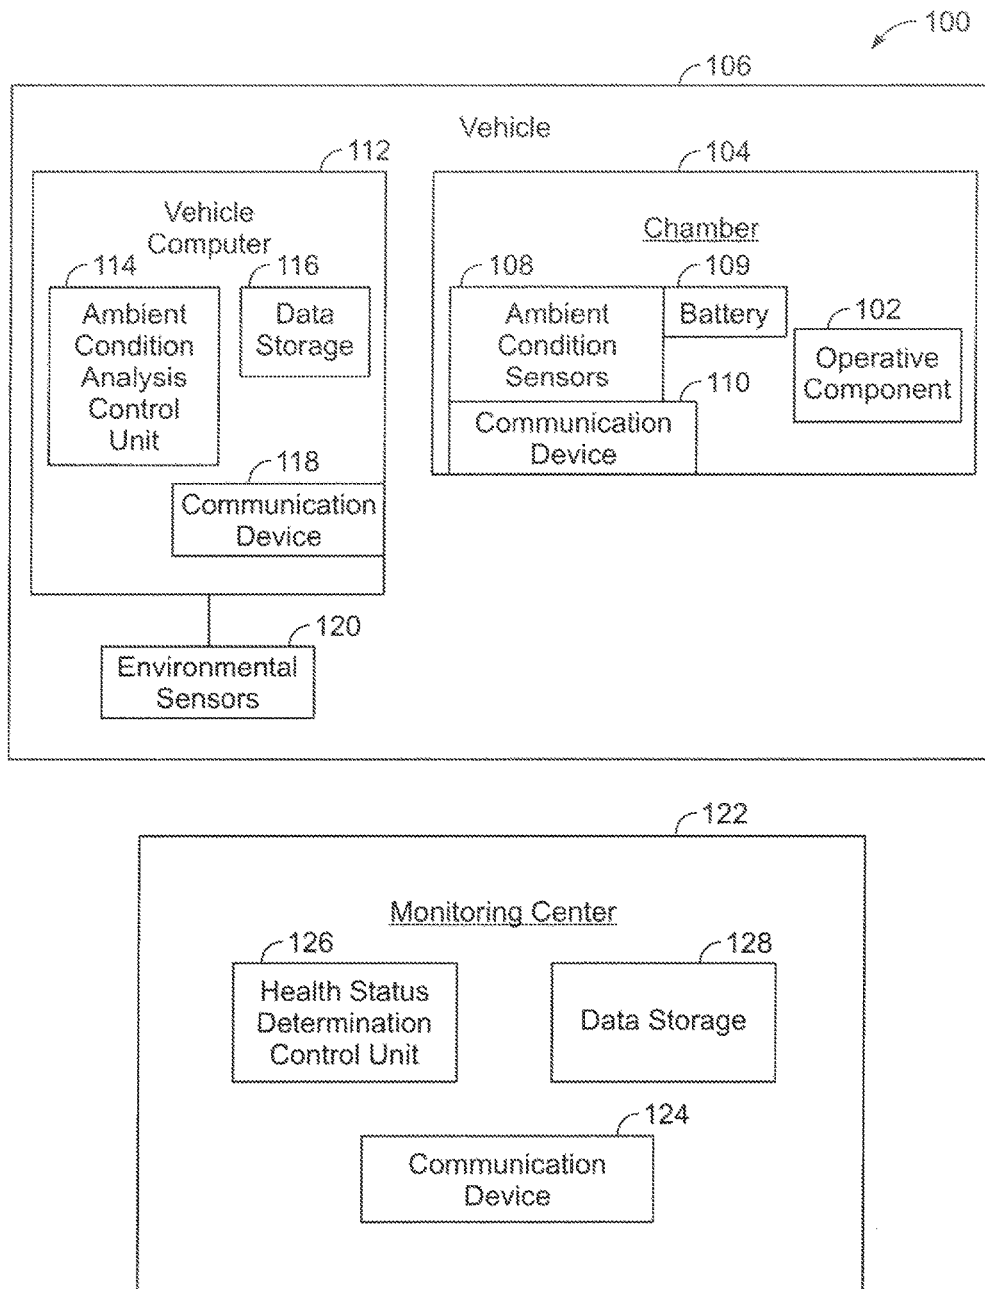 100
106
Vehicle
112
Vehicle
Computer
114
Ambient
Condition
Analysis
Control
Unit
116
Data
Storage
118
Communication
Device
120
Environmental
Sensors
104
Chamber
108
Ambient
Condition
Sensors
109
Battery
110
Communication
Device
102
Operative
Component
122
Monitoring Center
126
Health Status
Determination
Control Unit
128
Data Storage
124
Communication
Device